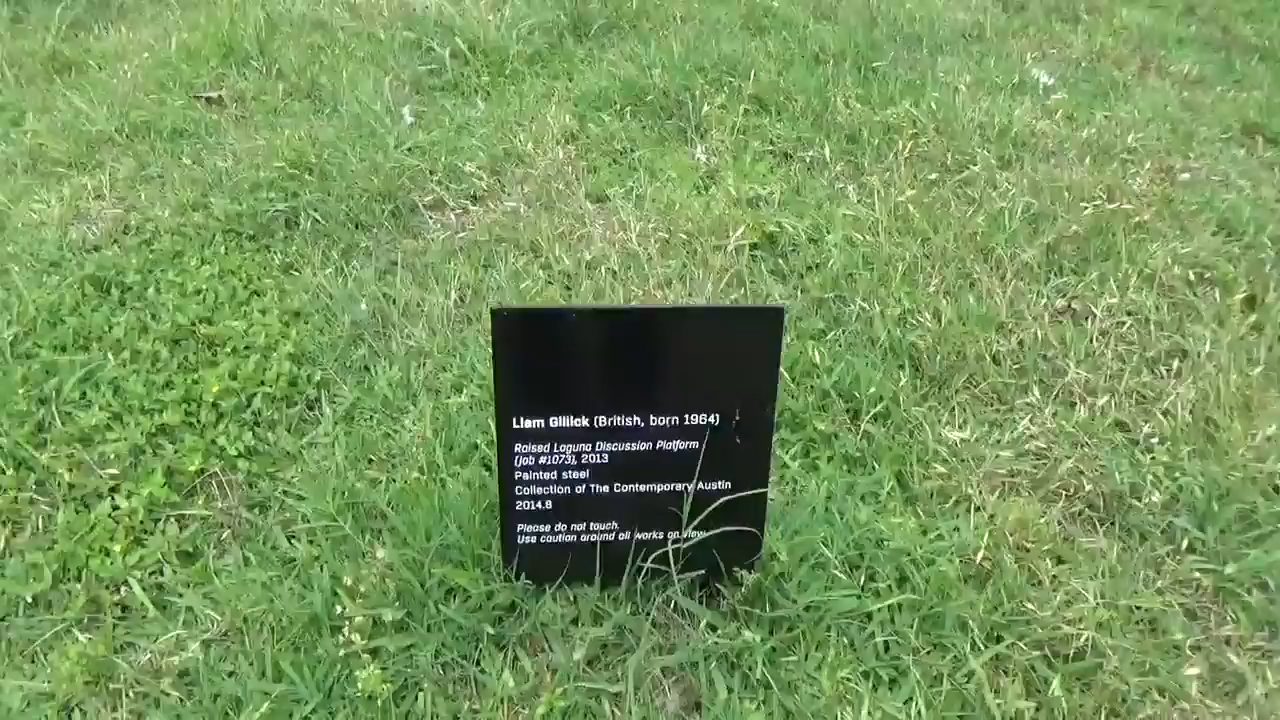 Liam Gillick (British, born 1964)
Raised Laguna Discussion Platform
(Job #1073), 2013
Painted steel
Collection of The Contemporary Austin
2014.8
Please do not touch.
Use caution around all works on view.